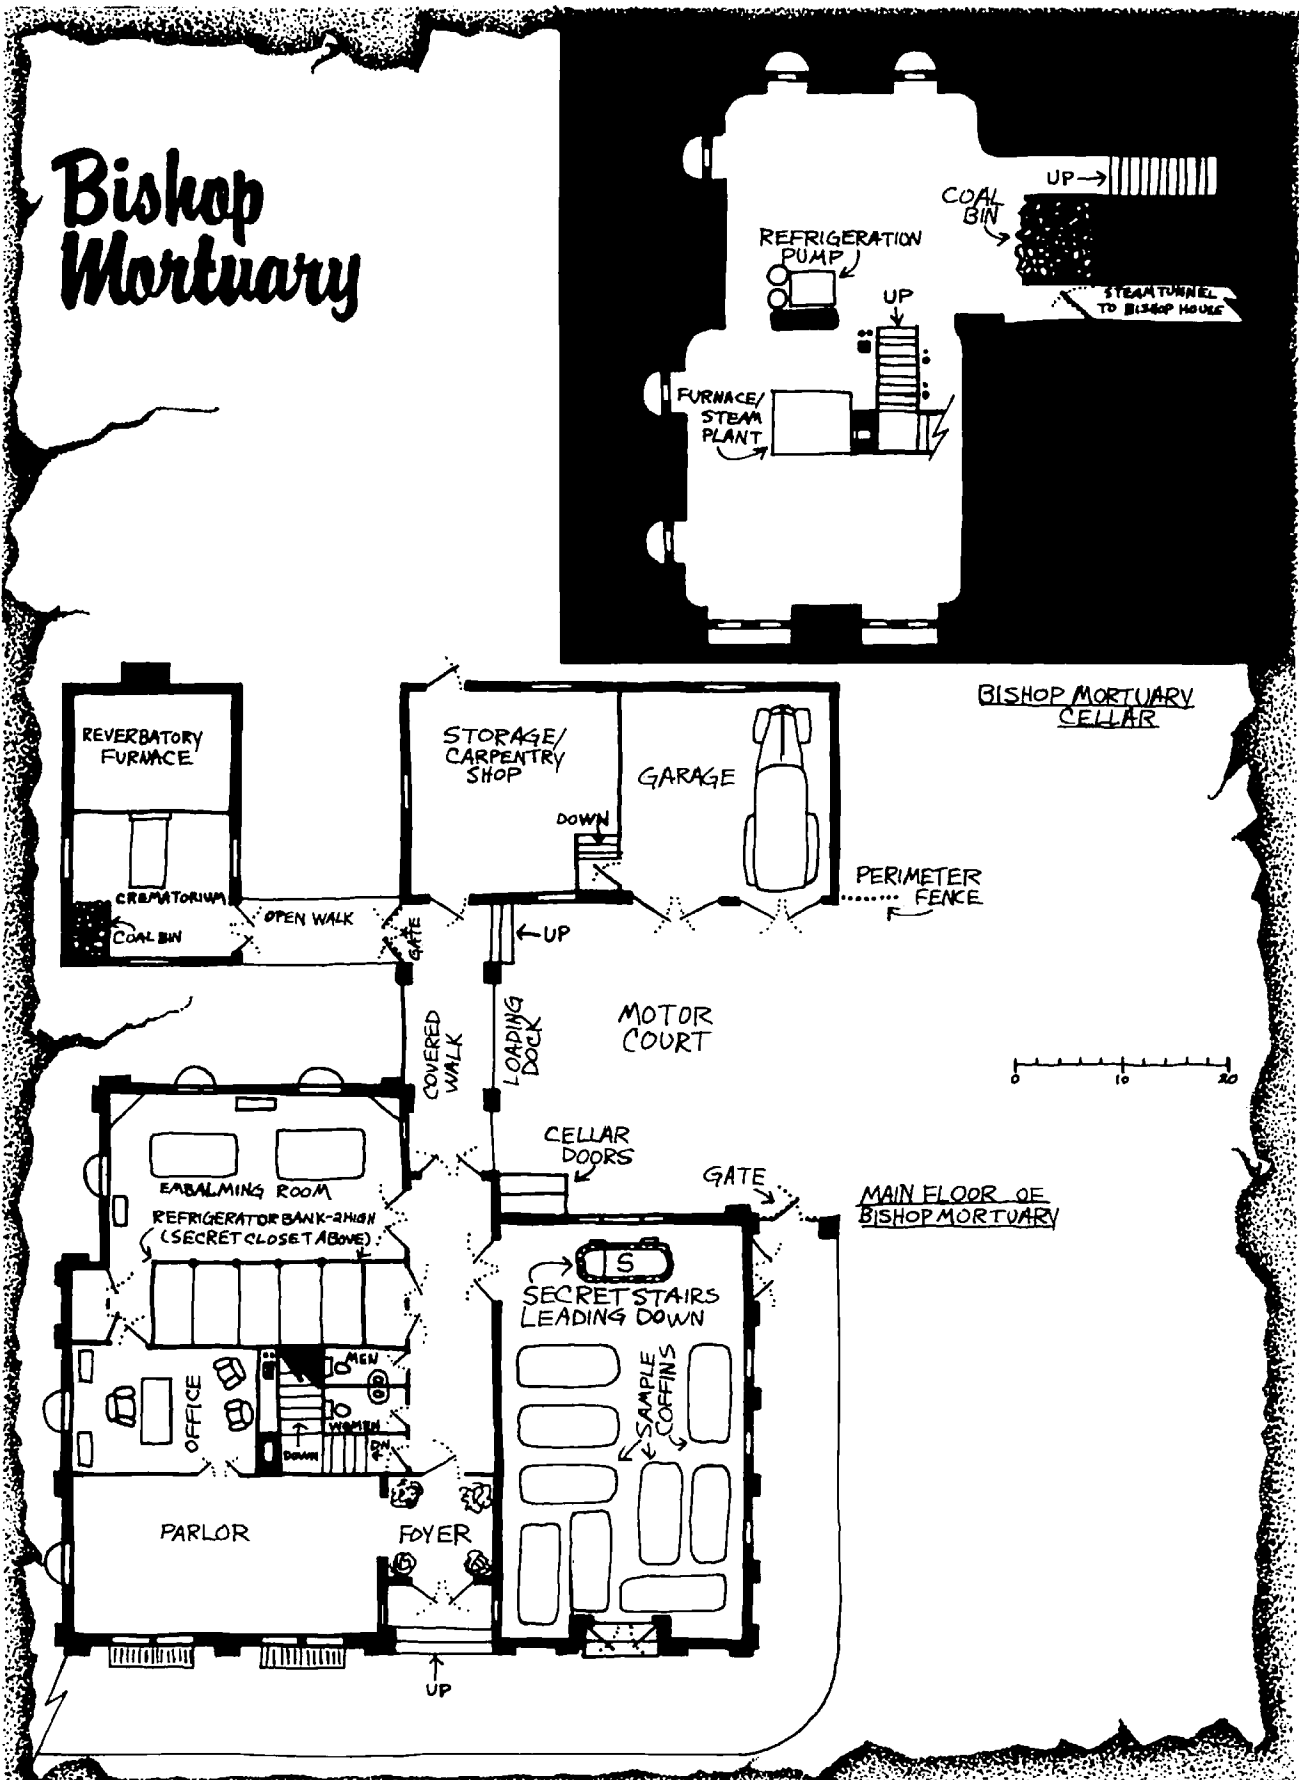 Bishop
Mortuary
UP
COAL
BIN
REFRIGERATION
PUMP
STEAM TUNNEL
TO BISHOP HOUSE
UP
FURNACE/
STEAM
PLANT
BISHOP MORTUARY
CELLAR
REVERBATORY
FURNACE
STORAGE/
CARPENTRY
SHOP
GARAGE
DOWN
PERIMETER
FENCE
CREMATORIUM
COAL BIN
OPEN WALK
GATE
UP
COVERED
WALK
LOADING
DOCK
MOTOR
COURT
0 10 20
CELLAR
DOORS
GATE
MAIN FLOOR OF
BISHOP MORTUARY
EMBALMING ROOM
REFRIGERATOR BANK-2 HIGH
(SECRET CLOSET ABOVE)
S
SECRET STAIRS
LEADING DOWN
SAMPLE
COFFINS
MEN
WOMEN
OFFICE
DOWN
DN
PARLOR
FOYER
UP